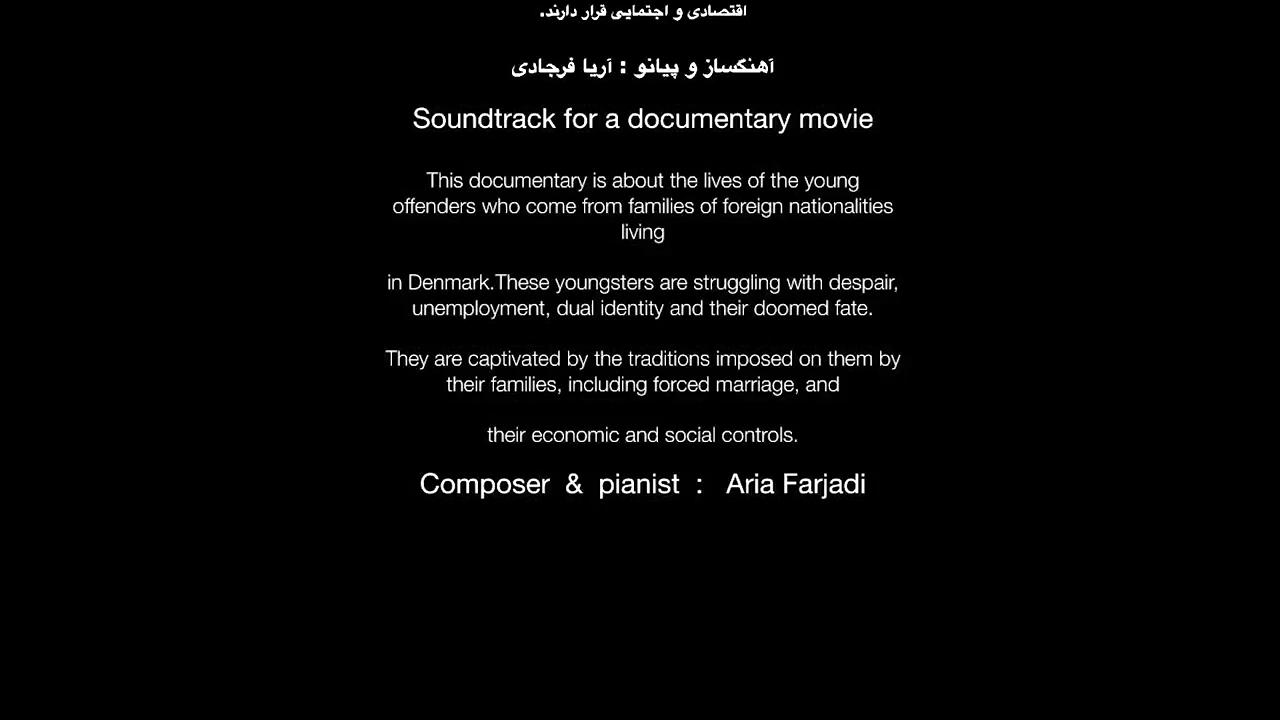 اقتصادی و اجتمایی قرار دارند.
آهنگساز و پیانو : آریا فرجادی
Soundtrack for a documentary movie
This documentary is about the lives of the young
offenders who come from families of foreign nationalities
living
in Denmark.These youngsters are struggling with despair,
unemployment, dual identity and their doomed fate.
They are captivated by the traditions imposed on them by
their families, including forced marriage, and
their economic and social controls.
Composer & pianist : Aria Farjadi